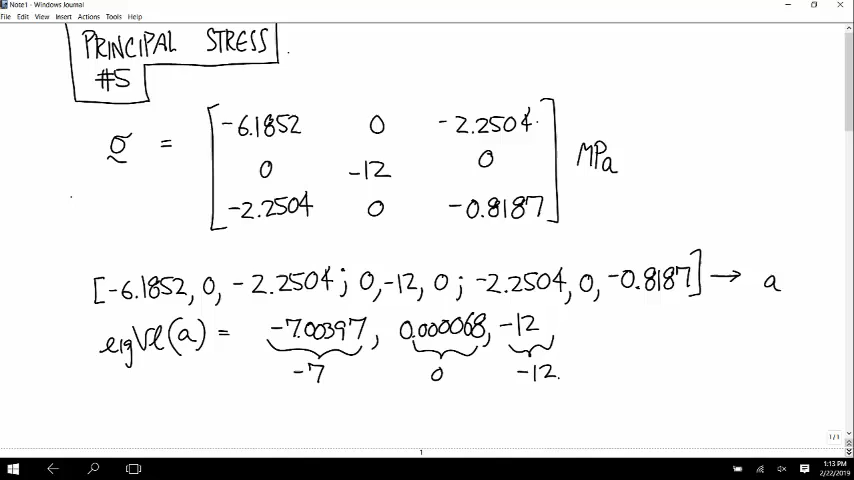 Note1 - Windows Journal
File Edit View Insert Actions Tools Help
PRINCIPAL STRESS
#5
σ = [ -6.1852 0 -2.2504
0 -12 0
-2.2504 0 -0.8187 ] MPa
[-6.1852, 0, -2.2504; 0,-12, 0; -2.2504, 0, -0.8187] → a
eigVl(a) = -7.00397, 0.000068, -12
-7 0 -12.
1/1
1
1:13 PM
2/22/2019